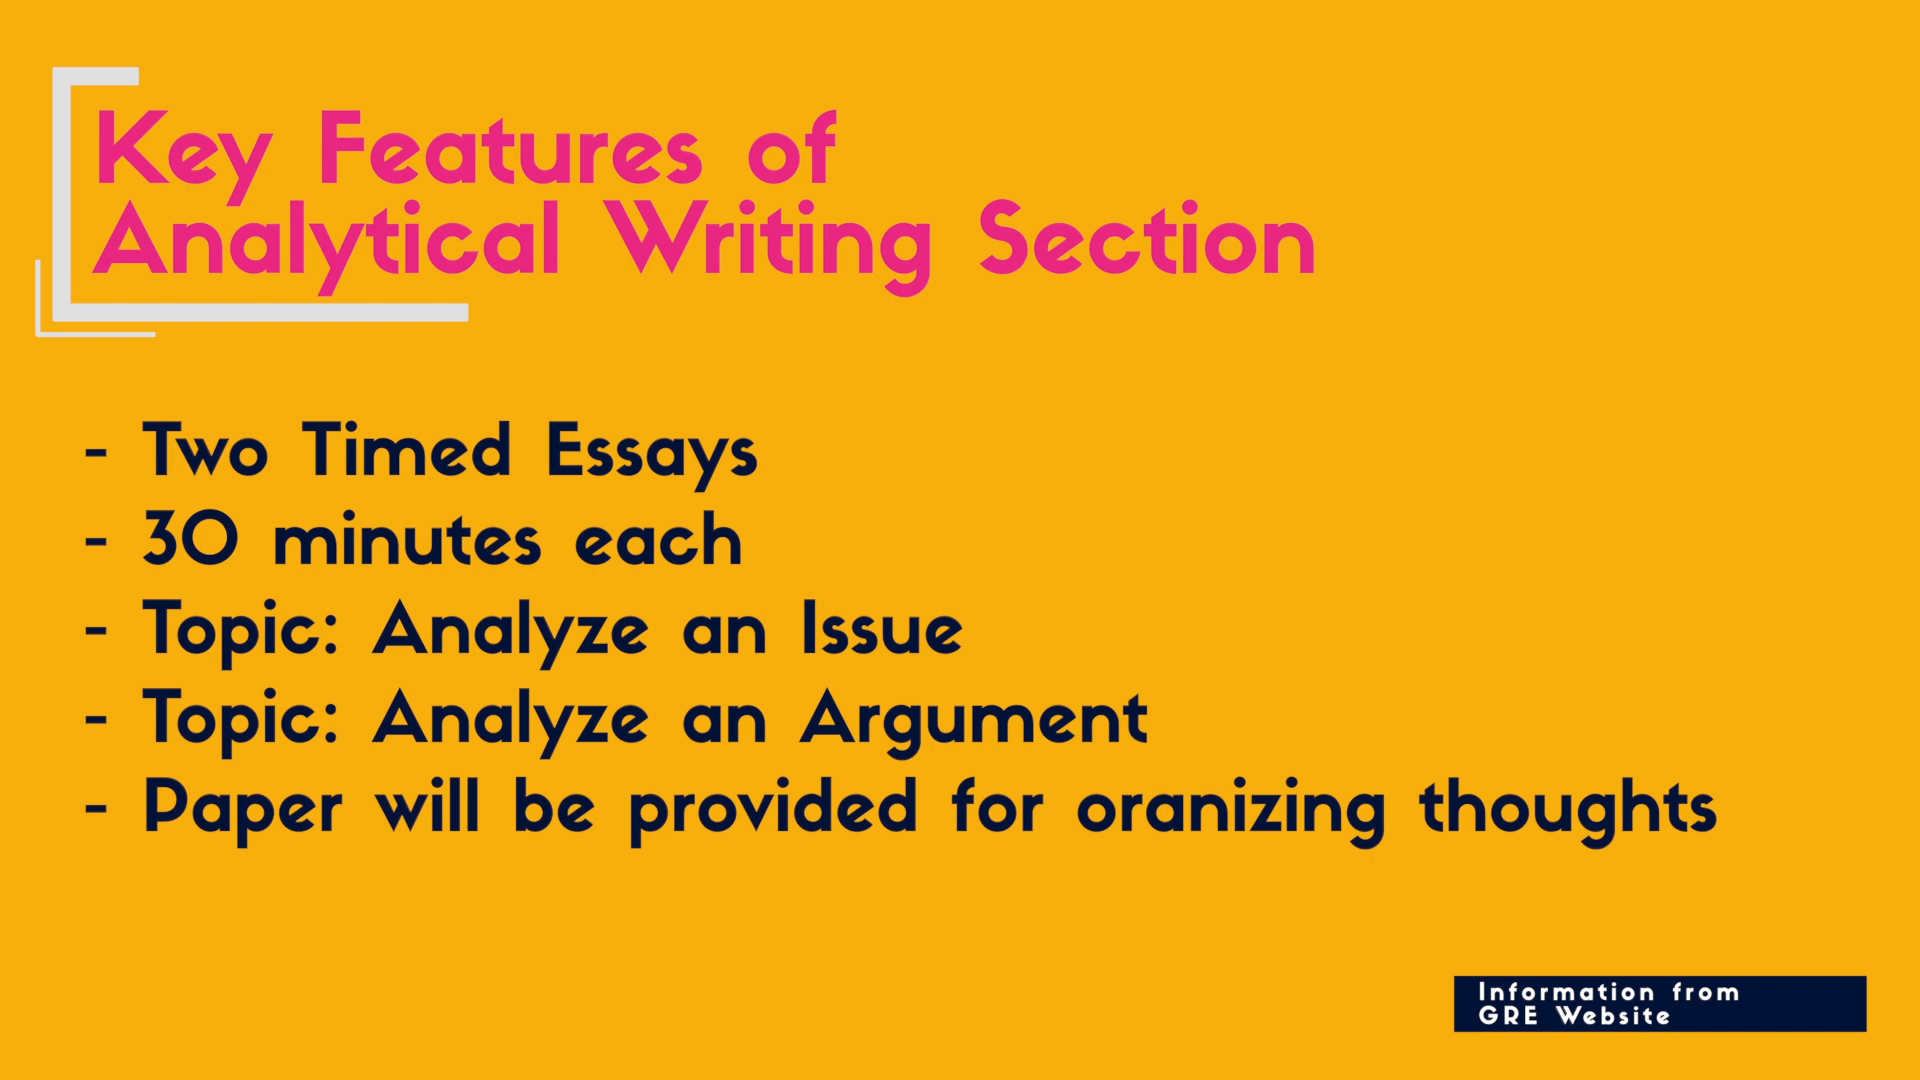 Key Features of
Analytical Writing Section
- Two Timed Essays
- 30 minutes each
- Topic: Analyze an Issue
- Topic: Analyze an Argument
- Paper will be provided for oranizing thoughts
Information from
GRE Website